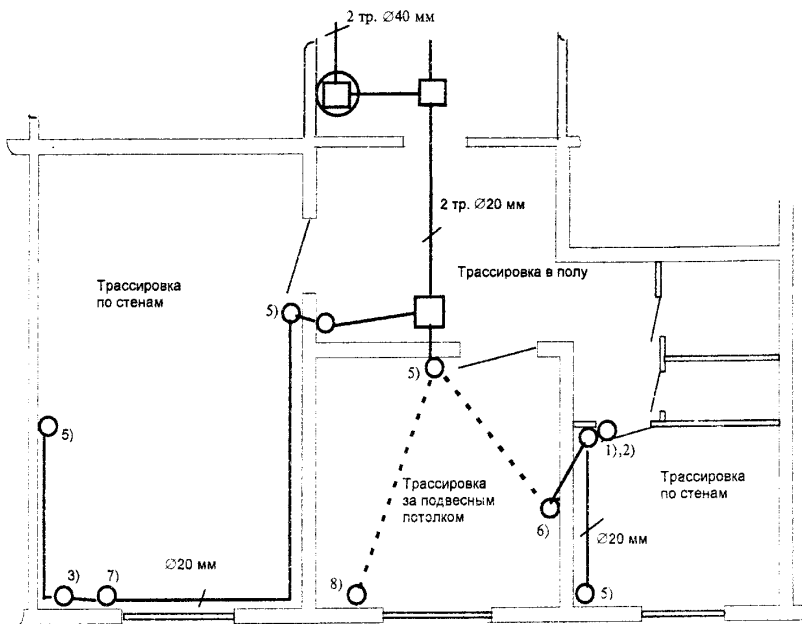 2 тр. ∅40 мм
2 тр. ∅20 мм
Трассировка в полу
Трассировка
по стенам
5)
5)
5)
1),2)
Трассировка
за подвесным
потолком
Трассировка
по стенам
6)
∅20 мм
∅20 мм
3)
7)
8)
5)